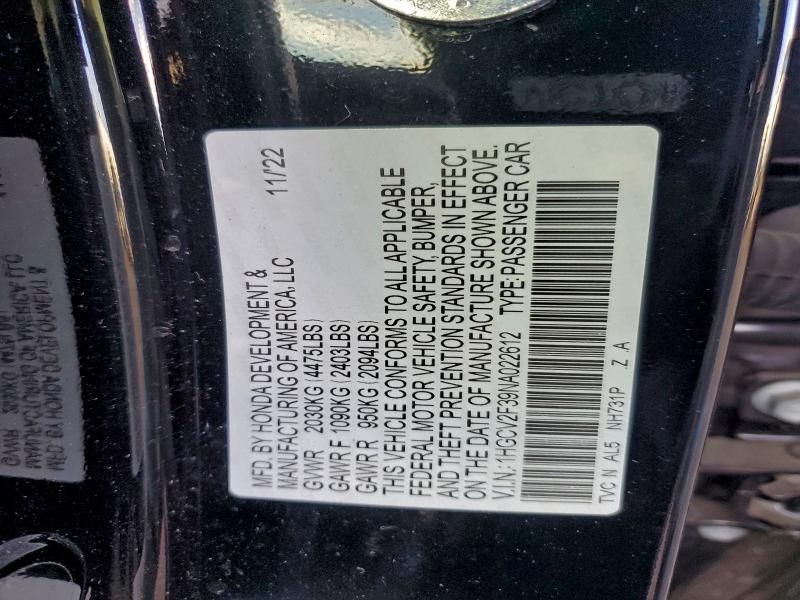 MFD. BY HONDA DEVELOPMENT &
MANUFACTURING OF AMERICA, LLC 11/22
GVWR 2030KG (4475LBS)
GAWR F 1090KG (2403LBS)
GAWR R 950KG (2094LBS)
THIS VEHICLE CONFORMS TO ALL APPLICABLE
FEDERAL MOTOR VEHICLE SAFETY, BUMPER,
AND THEFT PREVENTION STANDARDS IN EFFECT
ON THE DATE OF MANUFACTURE SHOWN ABOVE.
V.I.N.: 1HGCV2F39NA022612 TYPE: PASSENGER CAR
TVC N AL5 NH731P Z .A